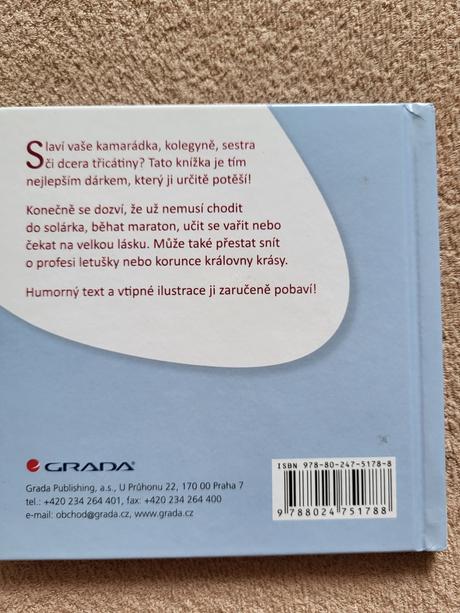 Slaví vaše kamarádka, kolegyně, sestra
či dcera třicátiny? Tato knížka je tím
nejlepším dárkem, který ji určitě potěší!
Konečně se dozví, že už nemusí chodit
do solárka, běhat maraton, učit se vařit nebo
čekat na velkou lásku. Může také přestat snít
o profesi letušky nebo korunce královny krásy.
Humorný text a vtipné ilustrace ji zaručeně pobaví!
GRADA
Grada Publishing, a.s., U Průhonu 22, 170 00 Praha 7
tel.: +420 234 264 401, fax: +420 234 264 400
e-mail: obchod@grada.cz, www.grada.cz
ISBN 978-80-247-5178-8
9 788024 751788